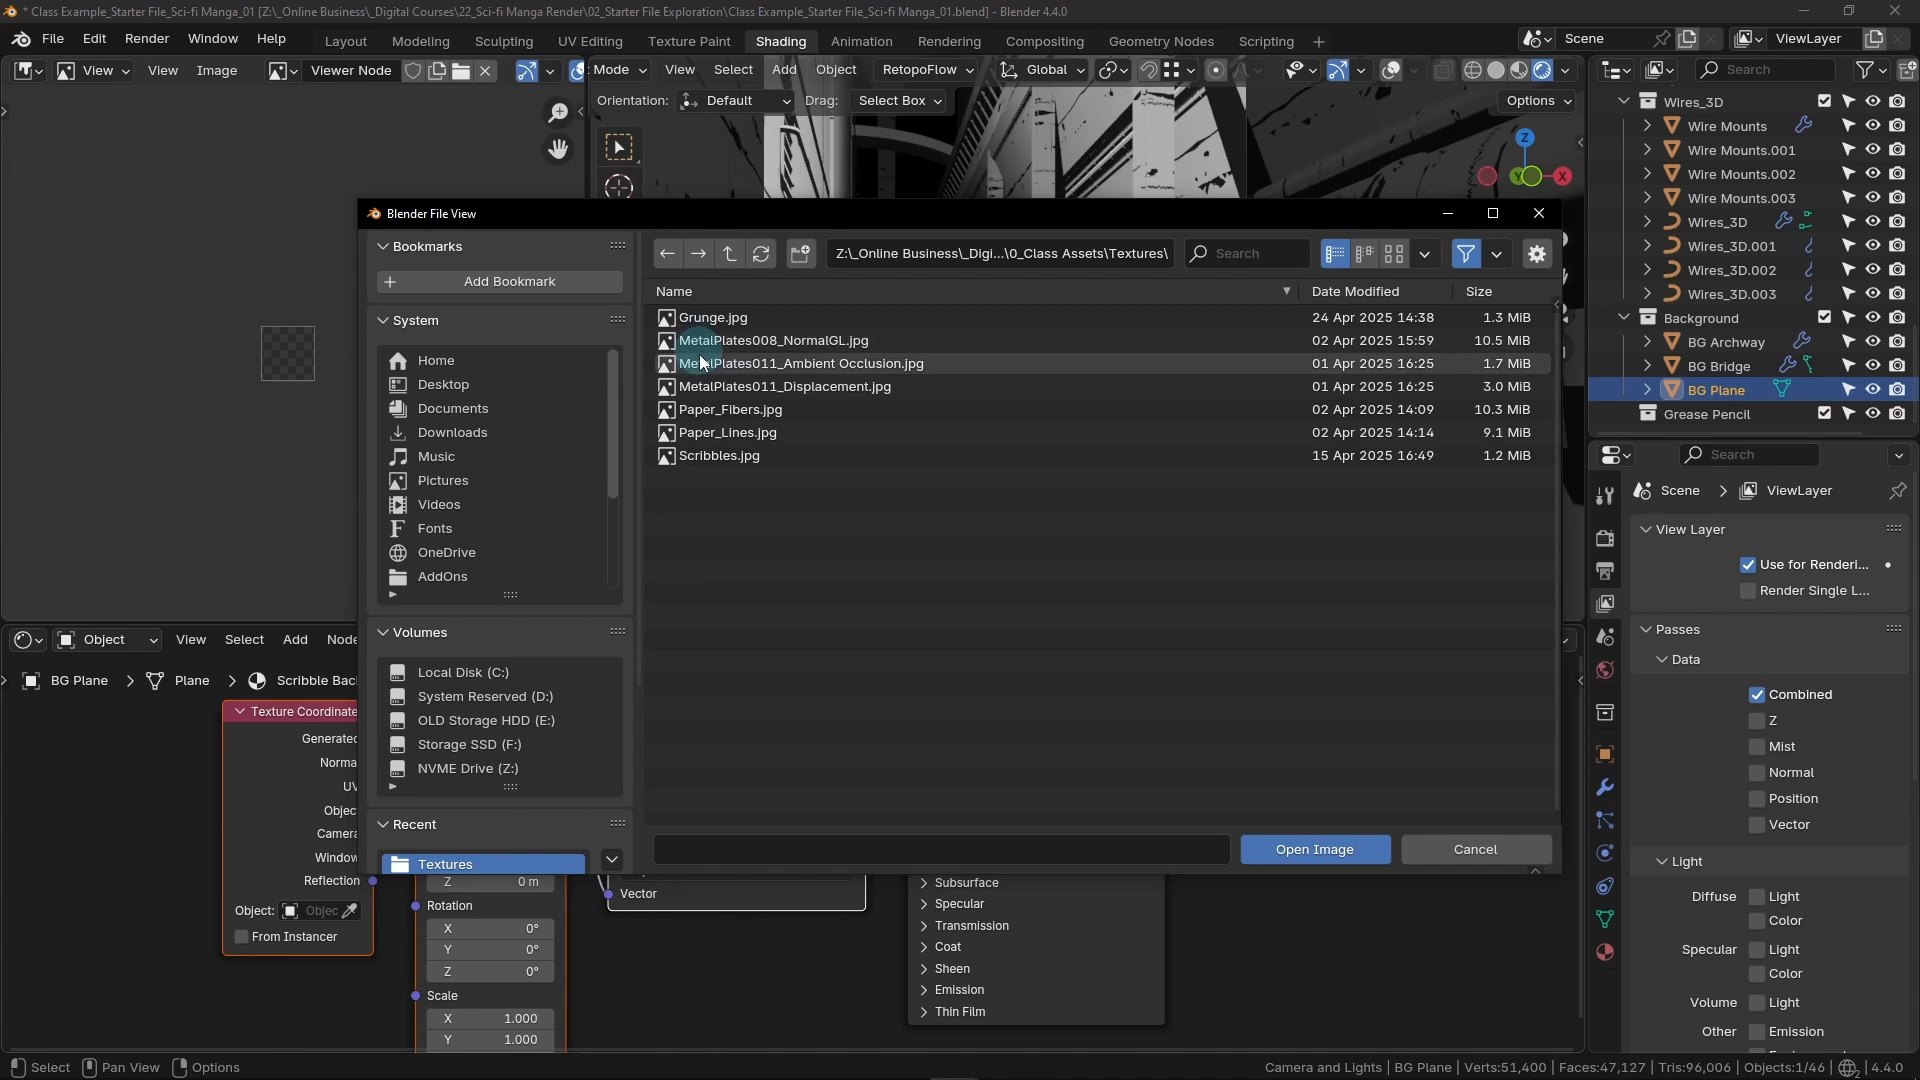 * Class Example_Starter File_Sci-fi Manga_01 [Z:\_Online Business\_Digital Courses\22_Sci-fi Manga Render\02_Starter File Exploration\Class Example_Starter File_Sci-fi Manga_01.blend] - Blender 4.4.0
File Edit Render Window Help
Layout Modeling Sculpting UV Editing Texture Paint Shading Animation Rendering Compositing Geometry Nodes Scripting
Scene
ViewLayer
View View Image Viewer Node
Mode View Select Add Object RetopoFlow Global
Search
Orientation: Default Drag: Select Box
Options
Z
Y
X
Wires_3D
Wire Mounts
Wire Mounts.001
Wire Mounts.002
Wire Mounts.003
Wires_3D
Wires_3D.001
Wires_3D.002
Wires_3D.003
Background
BG Archway
BG Bridge
BG Plane
Grease Pencil
Blender File View
Bookmarks
Add Bookmark
System
Home
Desktop
Documents
Downloads
Music
Pictures
Videos
Fonts
OneDrive
AddOns
Volumes
Local Disk (C:)
System Reserved (D:)
OLD Storage HDD (E:)
Storage SSD (F:)
NVME Drive (Z:)
Recent
Textures
Z:\_Online Business\_Digi...\0_Class Assets\Textures\
Search
Name Date Modified Size
Grunge.jpg 24 Apr 2025 14:38 1.3 MiB
MetalPlates008_NormalGL.jpg 02 Apr 2025 15:59 10.5 MiB
MetalPlates011_Ambient Occlusion.jpg 01 Apr 2025 16:25 1.7 MiB
MetalPlates011_Displacement.jpg 01 Apr 2025 16:25 3.0 MiB
Paper_Fibers.jpg 02 Apr 2025 14:09 10.3 MiB
Paper_Lines.jpg 02 Apr 2025 14:14 9.1 MiB
Scribbles.jpg 15 Apr 2025 16:49 1.2 MiB
Open Image
Cancel
Object View Select Add Node
BG Plane Plane Scribble Bac
Texture Coordinate
Generated
Normal
UV
Object
Camera
Window
Reflection
Object: Objec
From Instancer
Z 0 m
Rotation
X 0°
Y 0°
Z 0°
Scale
X 1.000
Y 1.000
Vector
Subsurface
Specular
Transmission
Coat
Sheen
Emission
Thin Film
Search
Scene ViewLayer
View Layer
Use for Renderi...
Render Single L...
Passes
Data
Combined
Z
Mist
Normal
Position
Vector
Light
Diffuse Light
Color
Specular Light
Color
Volume Light
Other Emission
Select Pan View Options
Camera and Lights | BG Plane | Verts:51,400 | Faces:47,127 | Tris:96,006 | Objects:1/46 | 4.4.0